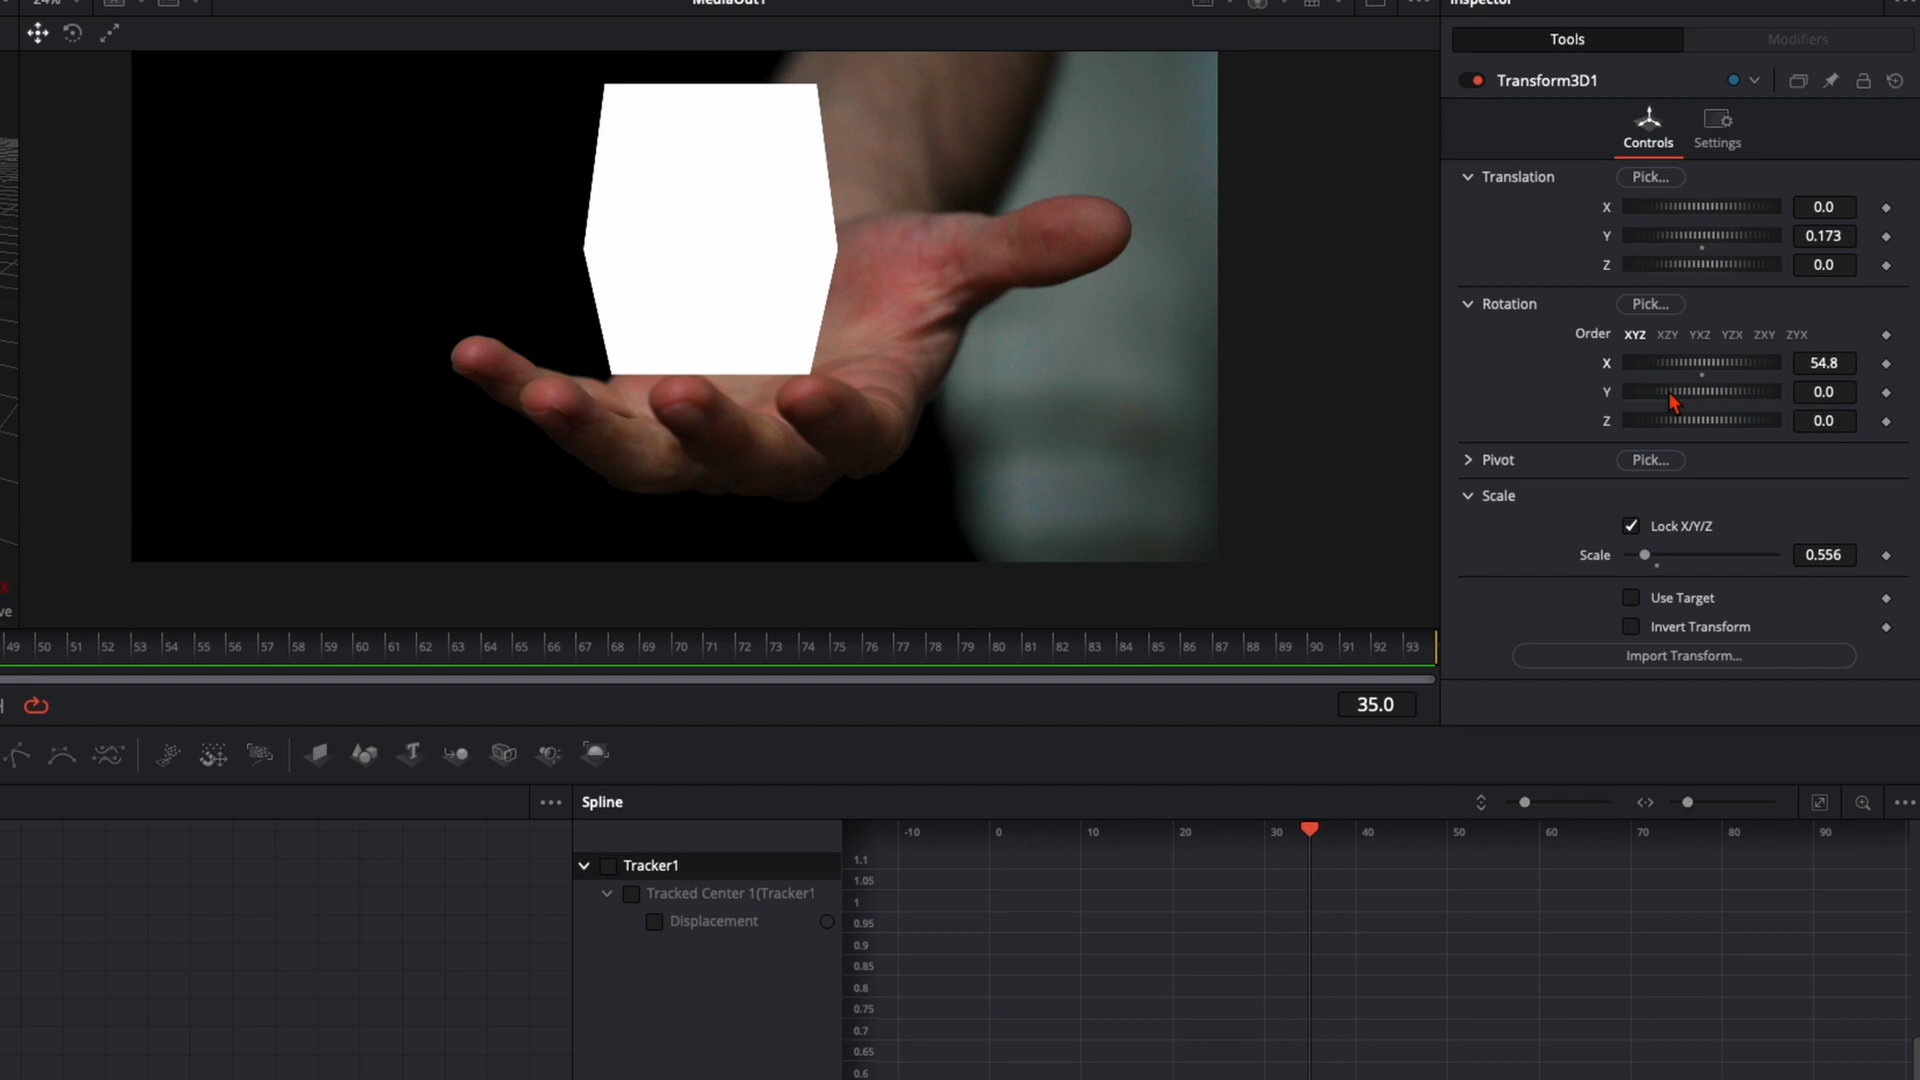 24%
MediaOut1
Inspector
Tools
Modifiers
Transform3D1
Controls
Settings
Translation
Pick...
X
0.0
Y
0.173
Z
0.0
Rotation
Pick...
Order
XYZ XZY YXZ YZX ZXY ZYX
X
54.8
Y
0.0
Z
0.0
Pivot
Pick...
Scale
Lock X/Y/Z
Scale
0.556
Use Target
Invert Transform
Import Transform...
X
ve
49 50 51 52 53 54 55 56 57 58 59 60 61 62 63 64 65 66 67 68 69 70 71 72 73 74 75 76 77 78 79 80 81 82 83 84 85 86 87 88 89 90 91 92 93
35.0
Spline
Tracker1
Tracked Center 1(Tracker1
Displacement
-10 0 10 20 30 40 50 60 70 80 90
1.1
1.05
1
0.95
0.9
0.85
0.8
0.75
0.7
0.65
0.6